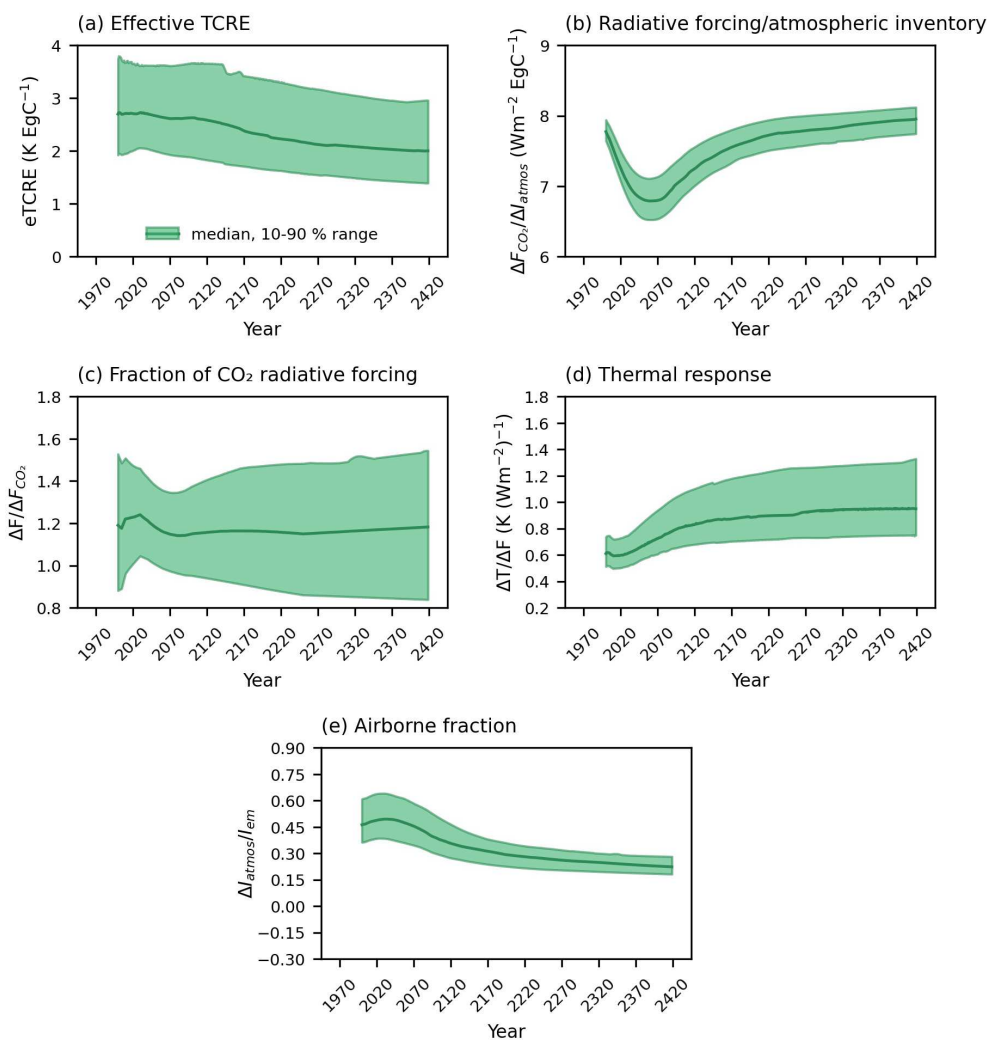 (a) Effective TCRE
eTCRE (K EgC⁻¹)
4
3
2
1
0
median, 10-90 % range
1970 2020 2070 2120 2170 2220 2270 2320 2370 2420
Year
(b) Radiative forcing/atmospheric inventory
ΔF_CO₂/ΔI_atmos (Wm⁻² EgC⁻¹)
9
8
7
6
1970 2020 2070 2120 2170 2220 2270 2320 2370 2420
Year
(c) Fraction of CO₂ radiative forcing
ΔF/ΔF_CO₂
1.8
1.6
1.4
1.2
1.0
0.8
1970 2020 2070 2120 2170 2220 2270 2320 2370 2420
Year
(d) Thermal response
ΔT/ΔF (K (Wm⁻²)⁻¹)
1.8
1.6
1.4
1.2
1.0
0.8
0.6
0.4
0.2
1970 2020 2070 2120 2170 2220 2270 2320 2370 2420
Year
(e) Airborne fraction
ΔI_atmos/I_em
0.90
0.75
0.60
0.45
0.30
0.15
0.00
−0.15
−0.30
1970 2020 2070 2120 2170 2220 2270 2320 2370 2420
Year